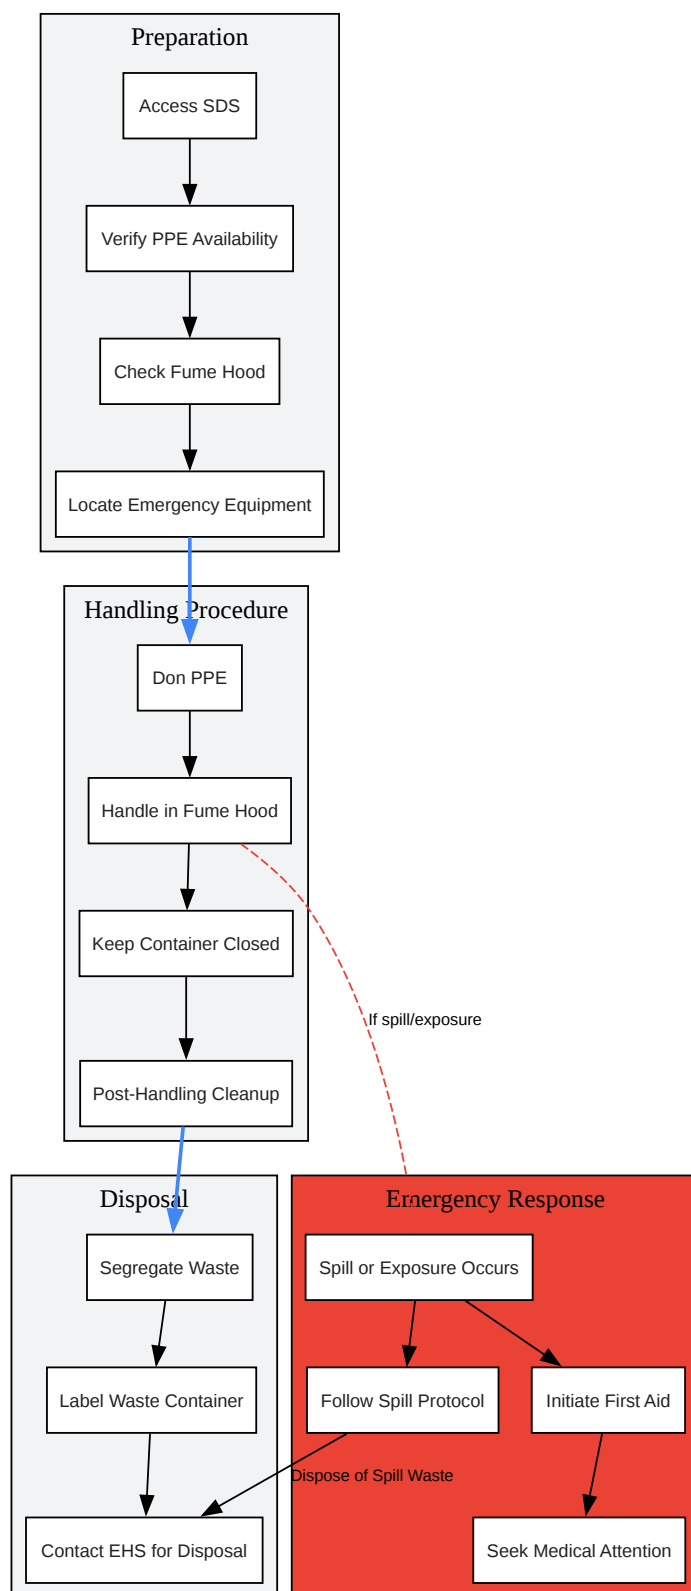 Preparation
Access SDS
Verify PPE Availability
Check Fume Hood
Locate Emergency Equipment
Handling Procedure
Don PPE
Handle in Fume Hood
Keep Container Closed
If spill/exposure
Post-Handling Cleanup
Disposal
Emergency Response
Segregate Waste
Spill or Exposure Occurs
Label Waste Container
Follow Spill Protocol
Initiate First Aid
Dispose of Spill Waste
Contact EHS for Disposal
Seek Medical Attention